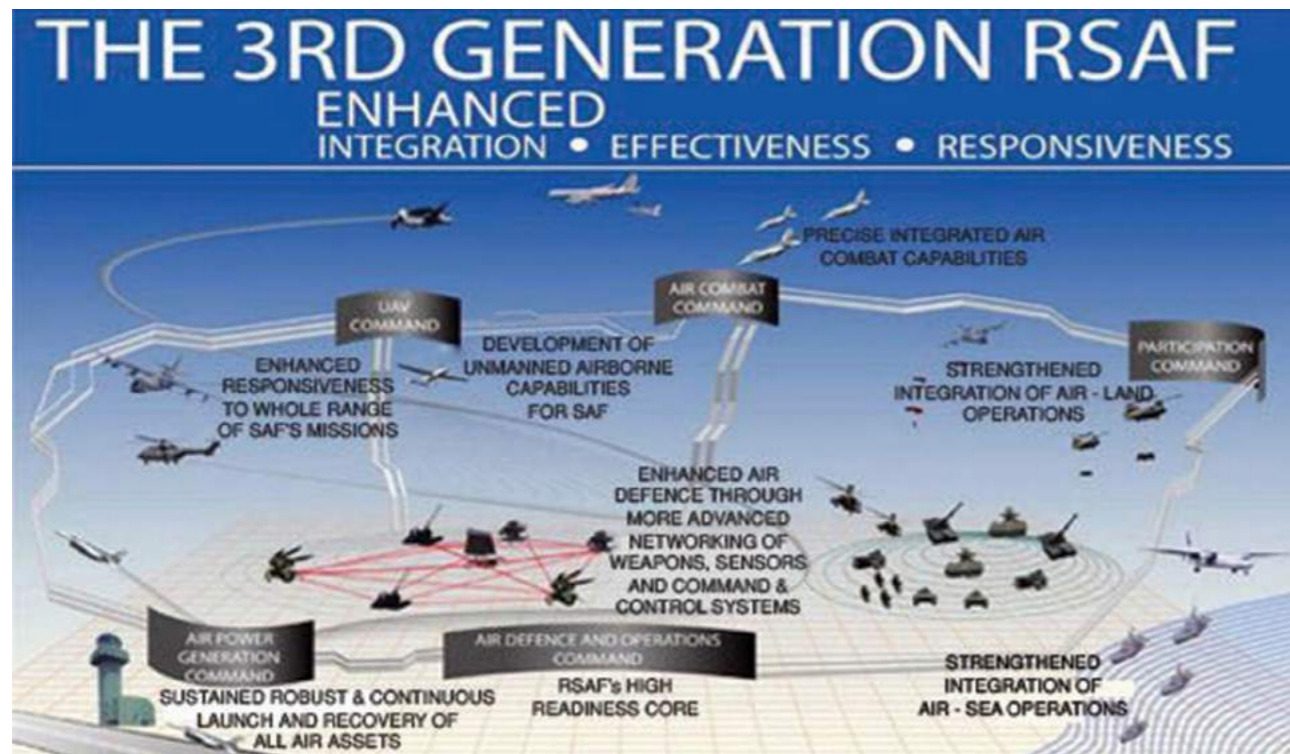 THE 3RD GENERATION RSAF
ENHANCED
INTEGRATION • EFFECTIVENESS • RESPONSIVENESS
PRECISE INTEGRATED AIR
COMBAT CAPABILITIES
AIR COMBAT
COMMAND
UAV
COMMAND
PARTICIPATION
COMMAND
ENHANCED
RESPONSIVENESS
TO WHOLE RANGE
OF SAF'S MISSIONS
DEVELOPMENT OF
UNMANNED AIRBORNE
CAPABILITIES
FOR SAF
STRENGTHENED
INTEGRATION OF AIR - LAND
OPERATIONS
ENHANCED AIR
DEFENCE THROUGH
MORE ADVANCED
NETWORKING OF
WEAPONS, SENSORS
AND COMMAND &
CONTROL SYSTEMS
AIR POWER
GENERATION
COMMAND
SUSTAINED ROBUST & CONTINUOUS
LAUNCH AND RECOVERY OF
ALL AIR ASSETS
AIR DEFENCE AND OPERATIONS
COMMAND
RSAF's HIGH
READINESS CORE
STRENGTHENED
INTEGRATION OF
AIR - SEA OPERATIONS